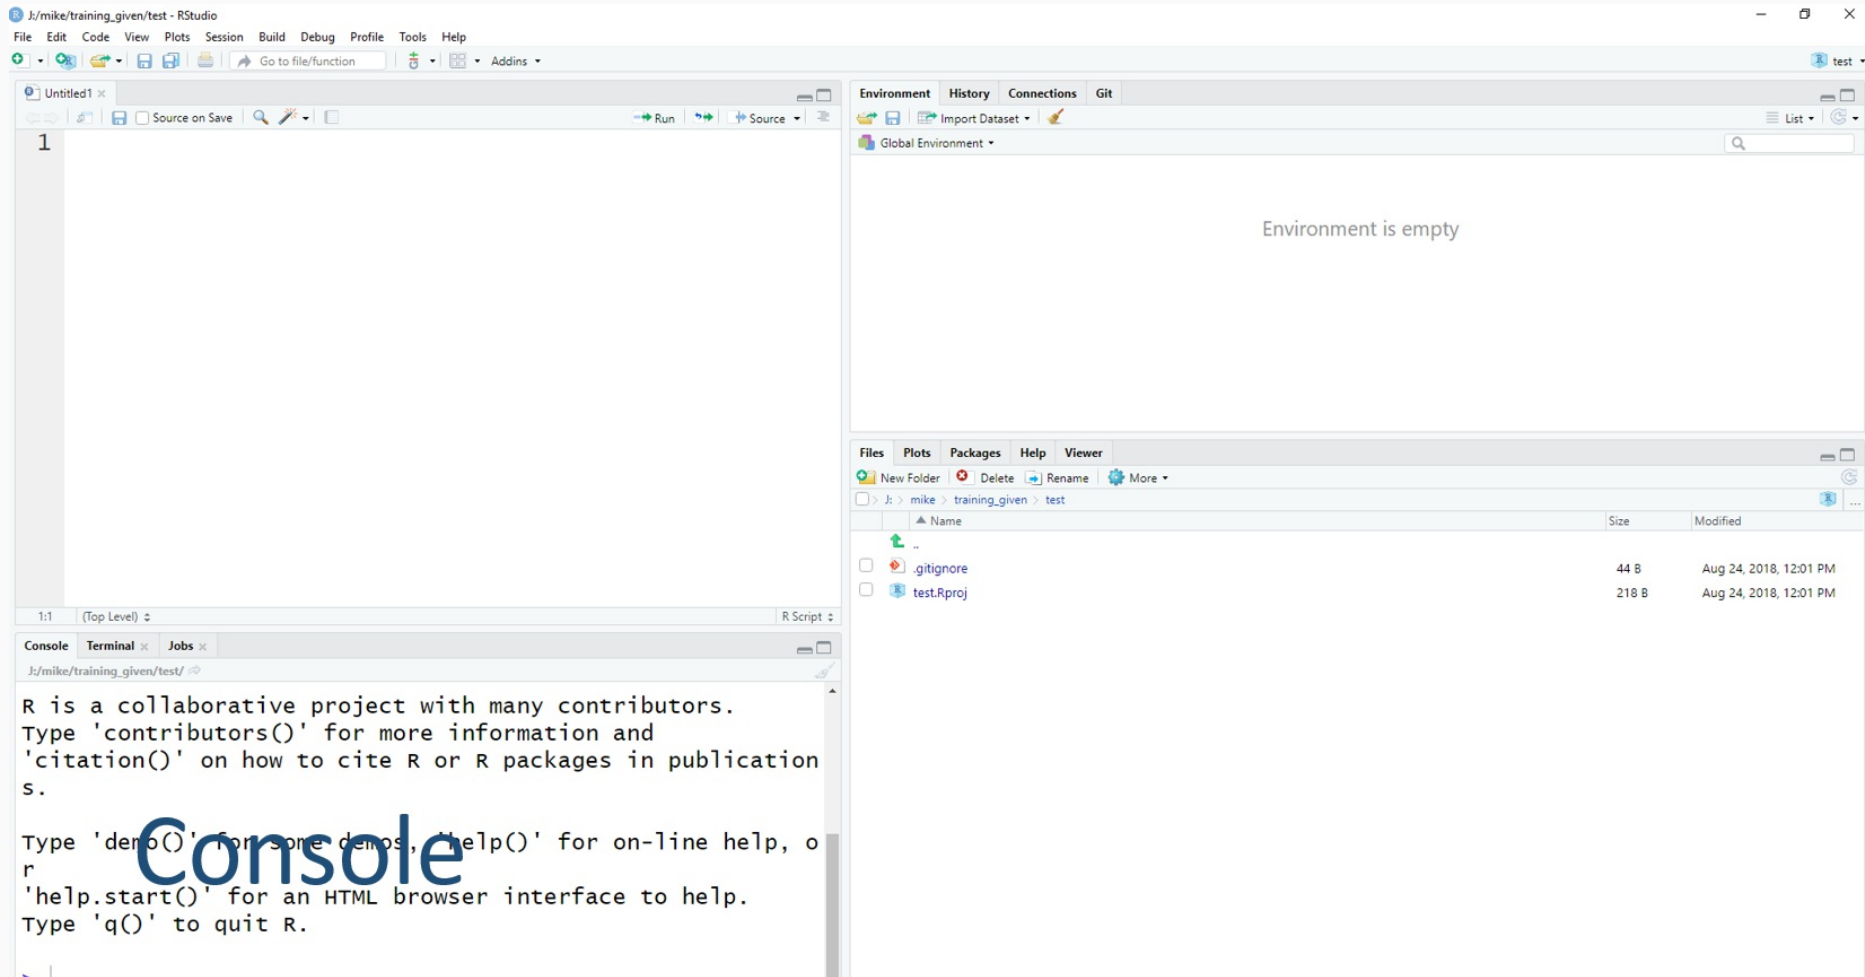 J:/mike/training_given/test - RStudio
File Edit Code View Plots Session Build Debug Profile Tools Help
Go to file/function Addins test
Untitled1
Source on Save Run Source
1
1:1 (Top Level) R Script
Console Terminal Jobs
J:/mike/training_given/test/
R is a collaborative project with many contributors.
Type 'contributors()' for more information and
'citation()' on how to cite R or R packages in publication
s.
Type 'demo()' for some demos, 'help()' for on-line help, o
r
'help.start()' for an HTML browser interface to help.
Type 'q()' to quit R.
>
Console
Environment History Connections Git
Import Dataset List
Global Environment
Environment is empty
Files Plots Packages Help Viewer
New Folder Delete Rename More
J: > mike > training_given > test ...
Name Size Modified
..
.gitignore 44 B Aug 24, 2018, 12:01 PM
test.Rproj 218 B Aug 24, 2018, 12:01 PM